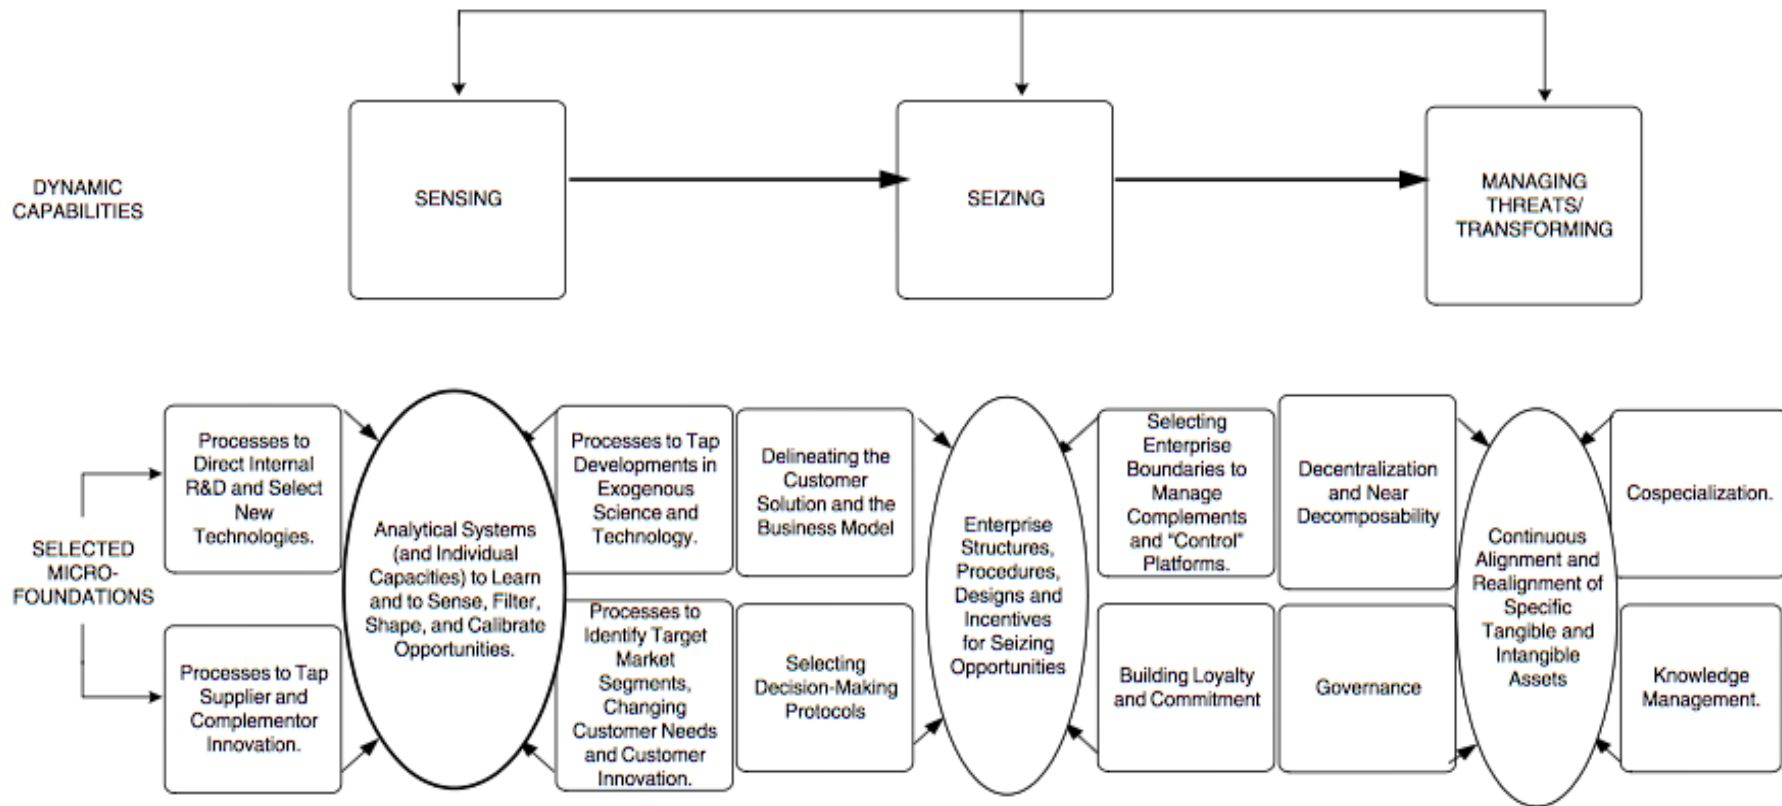 DYNAMIC
CAPABILITIES
SENSING
SEIZING
MANAGING
THREATS/
TRANSFORMING
SELECTED
MICRO-
FOUNDATIONS
Processes to
Direct Internal
R&D and Select
New
Technologies.
Processes to Tap
Supplier and
Complementor
Innovation.
Analytical Systems
(and Individual
Capacities) to Learn
and to Sense, Filter,
Shape, and Calibrate
Opportunities.
Processes to Tap
Developments in
Exogenous
Science and
Technology.
Processes to
Identify Target
Market
Segments,
Changing
Customer Needs
and Customer
Innovation.
Delineating the
Customer
Solution and the
Business Model
Selecting
Decision-Making
Protocols
Enterprise
Structures,
Procedures,
Designs and
Incentives
for Seizing
Opportunities
Selecting
Enterprise
Boundaries to
Manage
Complements
and “Control”
Platforms.
Building Loyalty
and Commitment
Decentralization
and Near
Decomposability
Governance
Continuous
Alignment and
Realignment of
Specific
Tangible and
Intangible
Assets
Cospecialization.
Knowledge
Management.